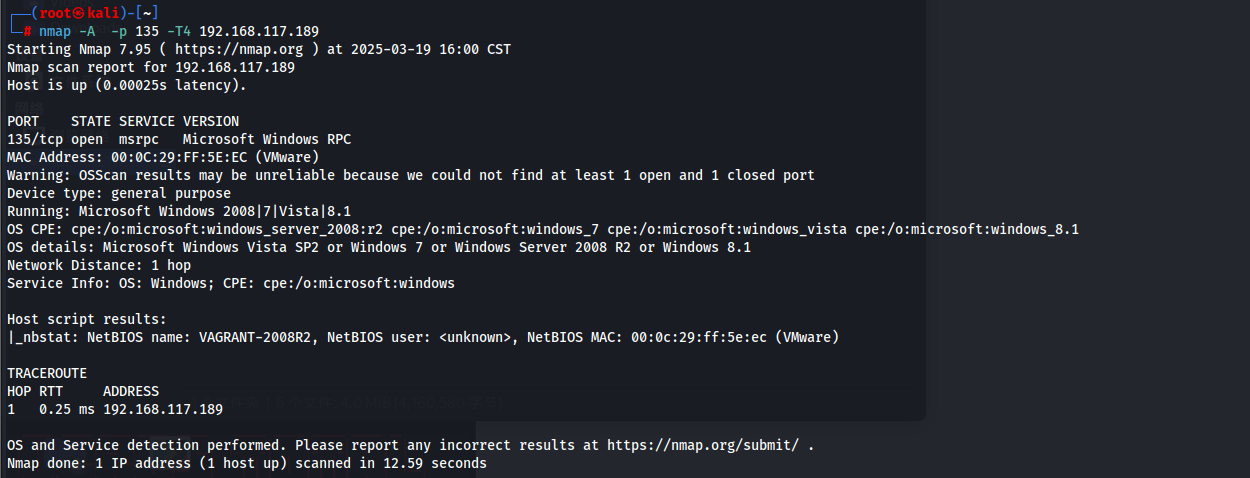 ┌──(root㉿kali)-[~]
└─# nmap -A  -p 135 -T4 192.168.117.189
Starting Nmap 7.95 ( https://nmap.org ) at 2025-03-19 16:00 CST
Nmap scan report for 192.168.117.189
Host is up (0.00025s latency).

PORT    STATE SERVICE VERSION
135/tcp open  msrpc   Microsoft Windows RPC
MAC Address: 00:0C:29:FF:5E:EC (VMware)
Warning: OSScan results may be unreliable because we could not find at least 1 open and 1 closed port
Device type: general purpose
Running: Microsoft Windows 2008|7|Vista|8.1
OS CPE: cpe:/o:microsoft:windows_server_2008:r2 cpe:/o:microsoft:windows_7 cpe:/o:microsoft:windows_vista cpe:/o:microsoft:windows_8.1
OS details: Microsoft Windows Vista SP2 or Windows 7 or Windows Server 2008 R2 or Windows 8.1
Network Distance: 1 hop
Service Info: OS: Windows; CPE: cpe:/o:microsoft:windows

Host script results:
|_nbstat: NetBIOS name: VAGRANT-2008R2, NetBIOS user: <unknown>, NetBIOS MAC: 00:0c:29:ff:5e:ec (VMware)

TRACEROUTE
HOP RTT     ADDRESS
1   0.25 ms 192.168.117.189

OS and Service detection performed. Please report any incorrect results at https://nmap.org/submit/ .
Nmap done: 1 IP address (1 host up) scanned in 12.59 seconds